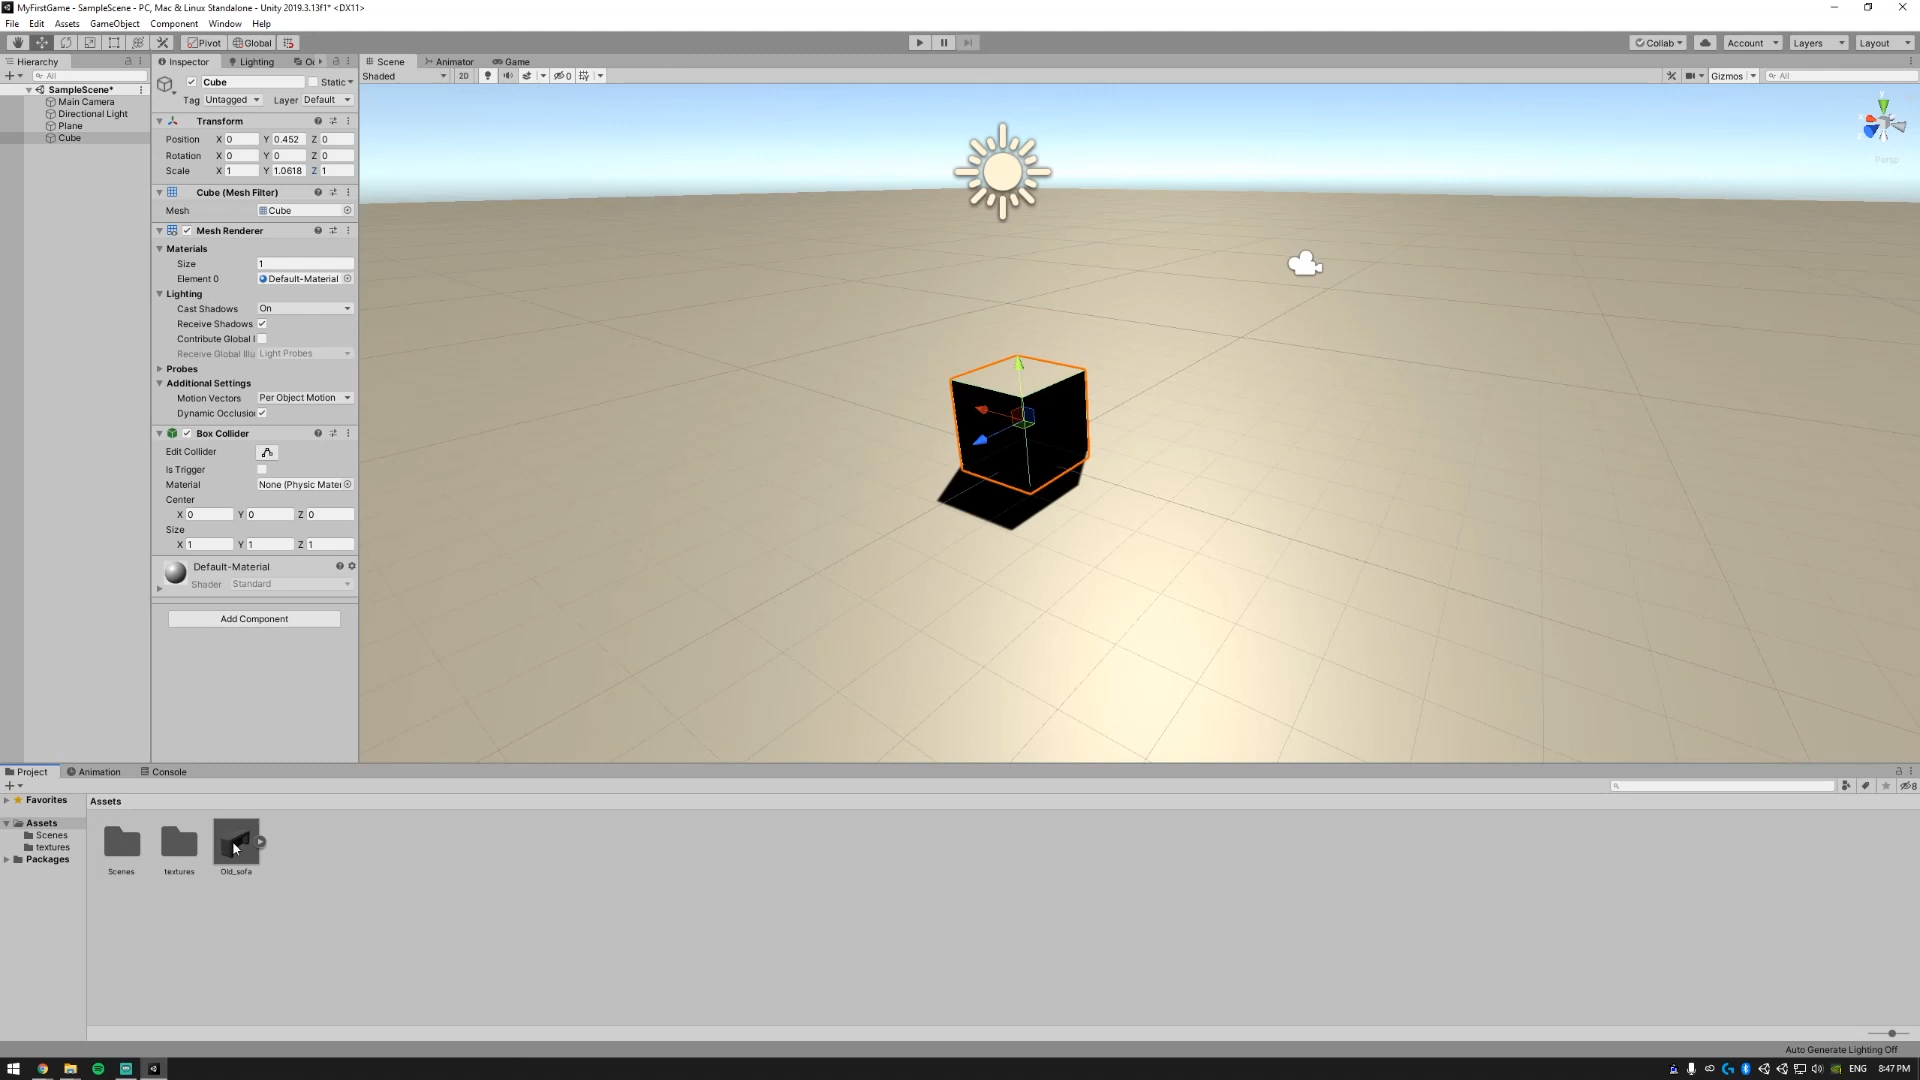 MyFirstGame - SampleScene - PC, Mac & Linux Standalone - Unity 2019.3.13f1* <DX11>
File Edit Assets GameObject Component Window Help
Pivot Global Collab Account Layers Layout
Hierarchy
All
SampleScene*
Main Camera
Directional Light
Plane
Cube
Inspector Lighting
Cube Static
Tag Untagged Layer Default
Transform
Position X 0 Y 0.452 Z 0
Rotation X 0 Y 0 Z 0
Scale X 1 Y 1.0618 Z 1
Cube (Mesh Filter)
Mesh Cube
Mesh Renderer
Materials
Size 1
Element 0 Default-Material
Lighting
Cast Shadows On
Receive Shadows
Contribute Global I
Receive Global Illu Light Probes
Probes
Additional Settings
Motion Vectors Per Object Motion
Dynamic Occlusio
Box Collider
Edit Collider
Is Trigger
Material None (Physic Mater
Center
X 0 Y 0 Z 0
Size
X 1 Y 1 Z 1
Default-Material
Shader Standard
Add Component
Scene Animator Game
Shaded 2D 0 Gizmos All
y
Persp
Project Animation Console
8
Favorites
Assets
Scenes
textures
Packages
Assets
Scenes textures Old_sofa
Auto Generate Lighting Off
ENG 8:47 PM